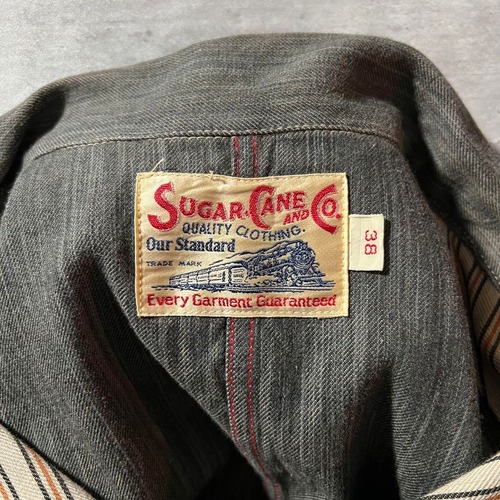 SUGAR CANE AND CO.
QUALITY CLOTHING.
Our Standard
TRADE MARK
Every Garment Guaranteed
38